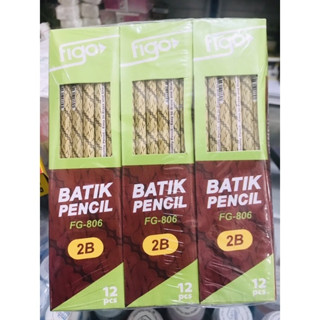 figo
BATIK
PENCIL
FG-806
2B
12
pcs
figo
BATIK
PENCIL
FG-806
2B
12
pcs
figo
BATIK
PENCIL
FG-806
2B
12
pcs